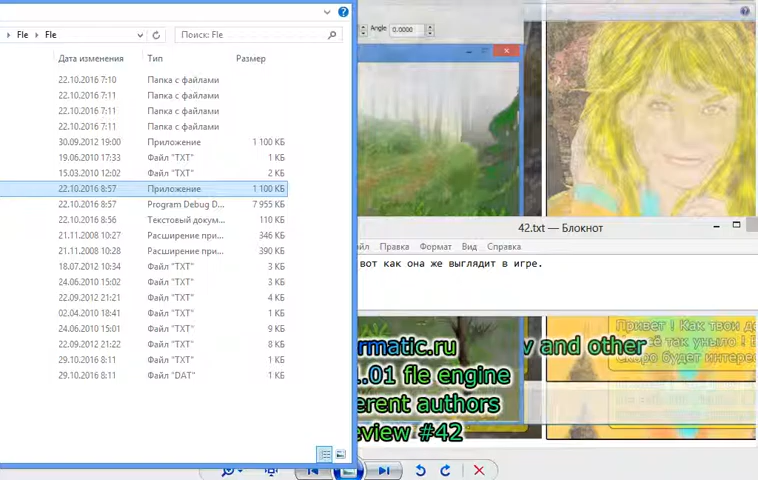 Fle Fle Поиск: Fle
Angle 0.0000
Дата изменения Тип Размер
22.10.2016 7:10 Папка с файлами
22.10.2016 7:11 Папка с файлами
22.10.2016 7:11 Папка с файлами
22.10.2016 7:11 Папка с файлами
30.09.2012 19:00 Приложение 1 100 КБ
19.06.2010 17:33 Файл "TXT" 1 КБ
15.03.2010 12:02 Файл "TXT" 2 КБ
22.10.2016 8:57 Приложение 1 100 КБ
22.10.2016 8:57 Program Debug D... 7 955 КБ
22.10.2016 8:56 Текстовый докум... 110 КБ
21.11.2008 10:27 Расширение при... 346 КБ
21.11.2008 10:28 Расширение при... 390 КБ
18.07.2012 10:34 Файл "TXT" 3 КБ
24.06.2010 15:02 Файл "TXT" 3 КБ
22.09.2012 21:21 Файл "TXT" 4 КБ
02.04.2010 18:41 Файл "TXT" 1 КБ
24.06.2010 15:01 Файл "TXT" 9 КБ
22.09.2012 21:22 Файл "TXT" 8 КБ
29.10.2016 8:11 Файл "TXT" 1 КБ
29.10.2016 8:11 Файл "DAT" 1 КБ
42.txt — Блокнот
йл Правка Формат Вид Справка
вот как она же выглядит в игре.
Привет ! Как твои де
сё так уныло ! В
скоро будет интерес
rmatic.ru v and other
1.01 fle engine
erent authors
eview #42